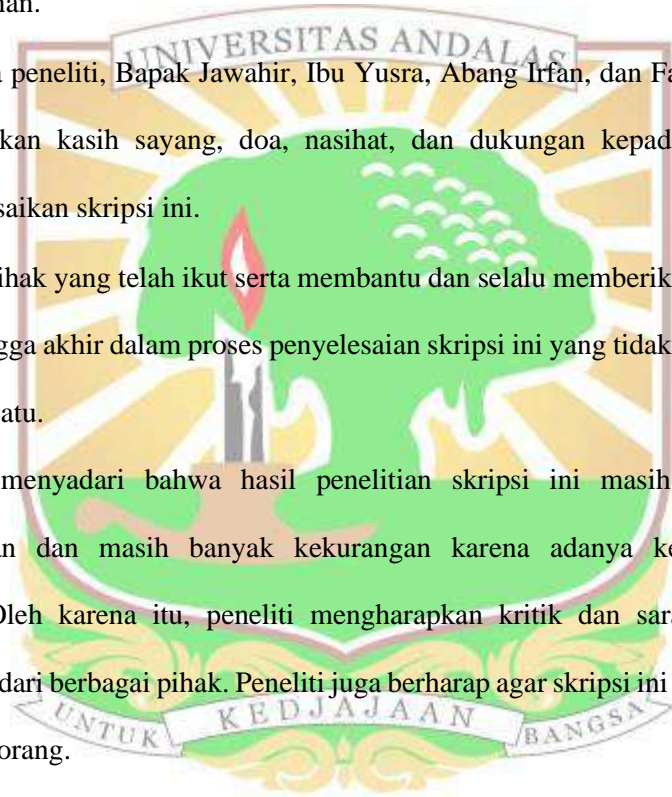 nan.
UNIVERSITAS ANDALAS
peneliti, Bapak Jawahir, Ibu Yusra, Abang Irfan, dan Fa
kan kasih sayang, doa, nasihat, dan dukungan kepad
saikan skripsi ini.
ihak yang telah ikut serta membantu dan selalu memberik
gga akhir dalam proses penyelesaian skripsi ini yang tidak
atu.
menyadari bahwa hasil penelitian skripsi ini masih
an dan masih banyak kekurangan karena adanya ke
Oleh karena itu, peneliti mengharapkan kritik dan sara
dari berbagai pihak. Peneliti juga berharap agar skripsi ini
UNTUK KEDJAJAAN BANGSA
orang.